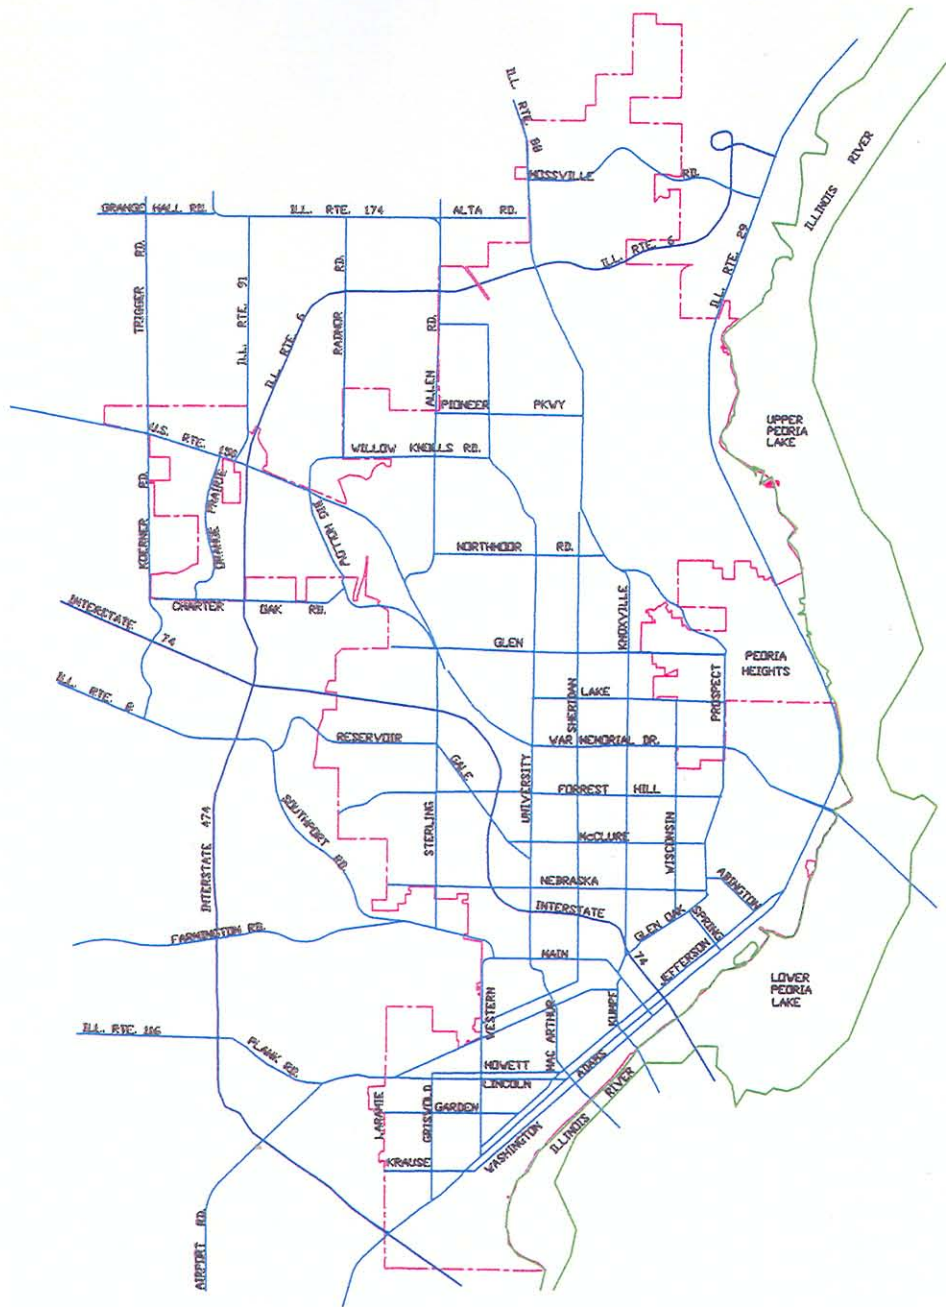 ILL. RTE. 88
MOSSVILLE RD.
ILLINOIS RIVER
GRANGE HALL RD.
ILL. RTE. 174
ALTA RD.
ILL. RTE. 6
ILL. RTE. 29
TRIGGER RD.
ILL. RTE. 91
RADNOR RD.
ILL. RTE. 6
ALLEN RD.
PIONEER PKWY
UPPER
PEORIA
LAKE
U.S. RTE. 150
WILLOW KNOLLS RD.
KOERNER RD.
ORANGE PRAIRIE
BIG HOLLOW
NORTHMOOR RD.
CHARTER OAK RD.
INTERSTATE 74
GLEN
KNOXVILLE
PEORIA
HEIGHTS
ILL. RTE. 8
LAKE
SHERIDAN
PROSPECT
RESERVOIR
WAR MEMORIAL DR.
GALE
UNIVERSITY
FORREST HILL
SOUTHPORT RD.
STERLING
McCLURE
WISCONSIN
INTERSTATE 474
NEBRASKA
ABINGTON
INTERSTATE 74
GLEN OAK
SPRING
FARMINGTON RD.
MAIN
JEFFERSON
LOWER
PEORIA
LAKE
WESTERN
MAC ARTHUR
KUMPF
ILL. RTE. 116
PLANK RD.
HOWETT
ADAMS
LINCOLN
LARAMIE
GRISWOLD
GARDEN
WASHINGTON
ILLINOIS RIVER
KRAUSE
AIRPORT RD.